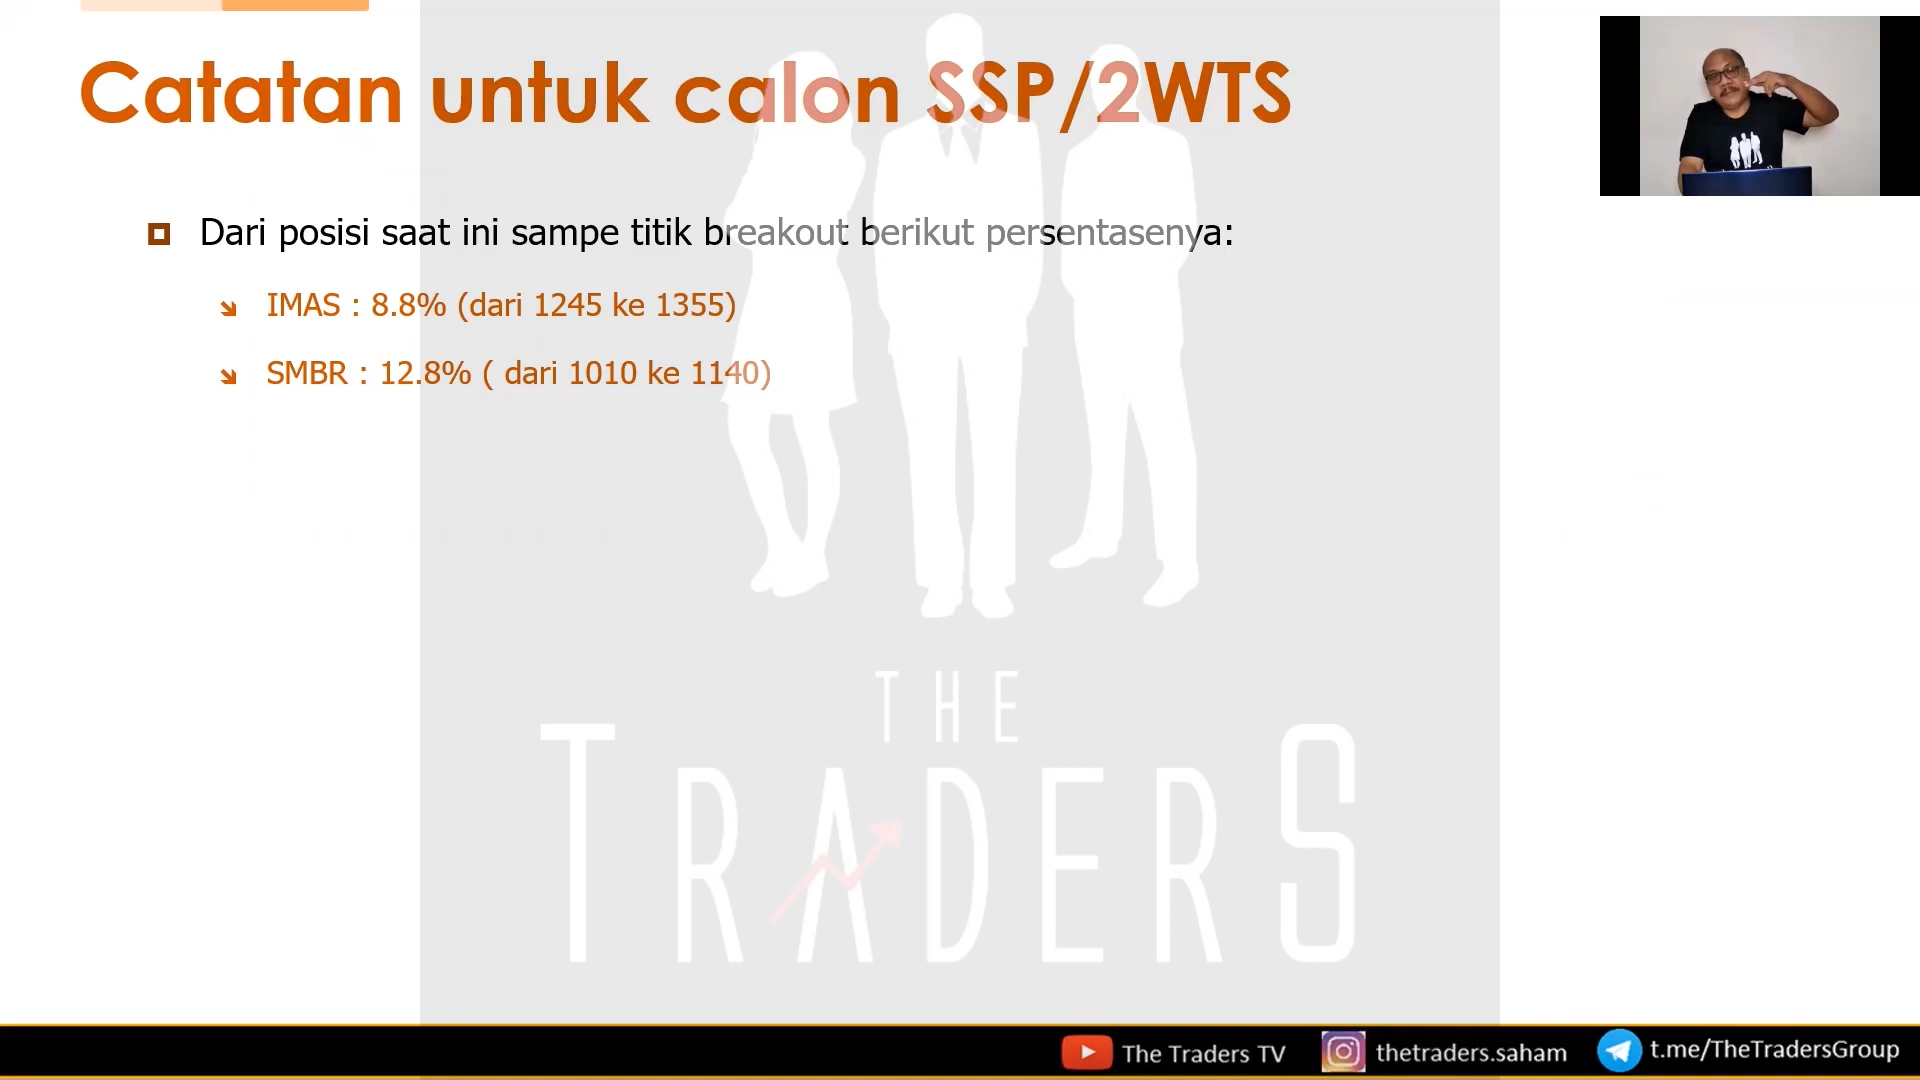 Catatan untuk calon SSP/2WTS
Dari posisi saat ini sampe titik breakout berikut persentasenya:
IMAS : 8.8% (dari 1245 ke 1355)
SMBR : 12.8% ( dari 1010 ke 1140)
THE
TRADERS
The Traders TV
thetraders.saham
t.me/TheTradersGroup